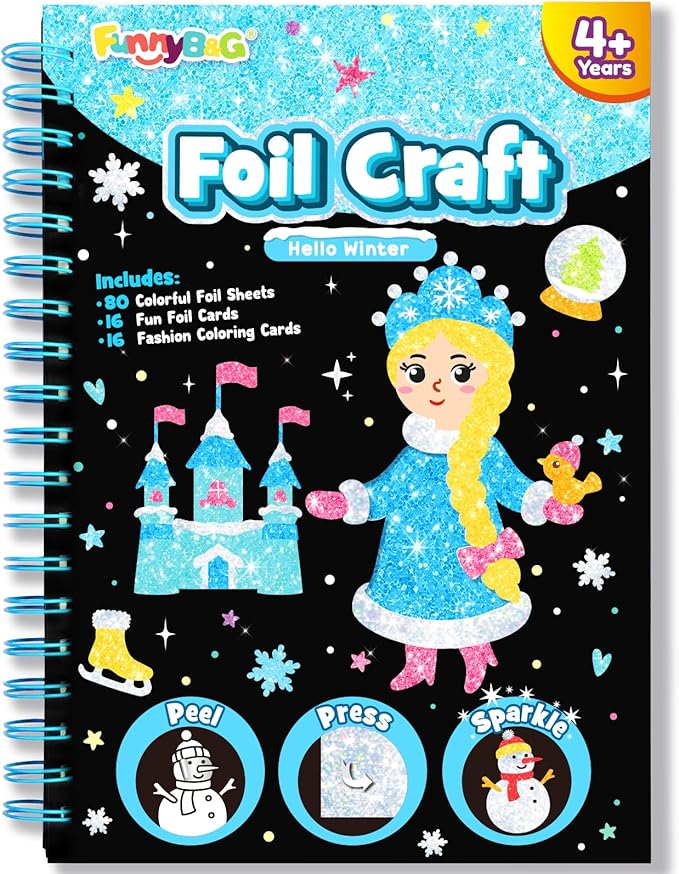 FunnyB&G®
4+
Years
Foil Craft
Hello Winter
Includes:
• 80 Colorful Foil Sheets
• 16 Fun Foil Cards
• 16 Fashion Coloring Cards
Peel
Press
Sparkle